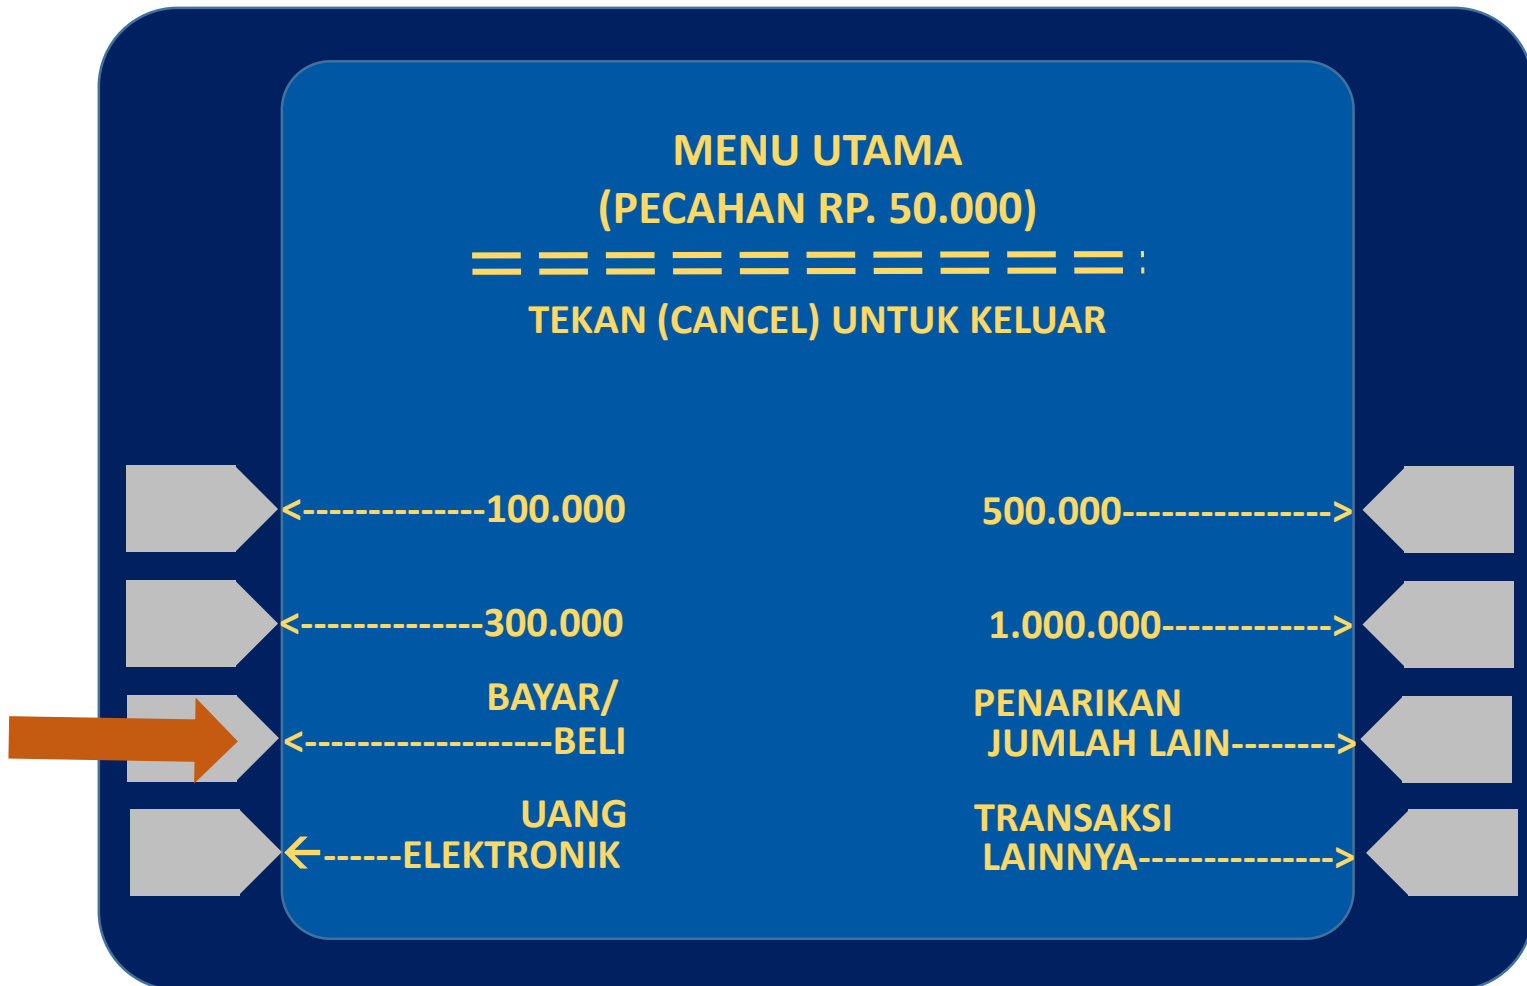 MENU UTAMA
(PECAHAN RP. 50.000)
====================
TEKAN (CANCEL) UNTUK KELUAR
<--------------100.000
500.000---------------->
<--------------300.000
1.000.000------------->
BAYAR/
<-------------------BELI
PENARIKAN
JUMLAH LAIN-------->
UANG
←------ELEKTRONIK
TRANSAKSI
LAINNYA--------------->